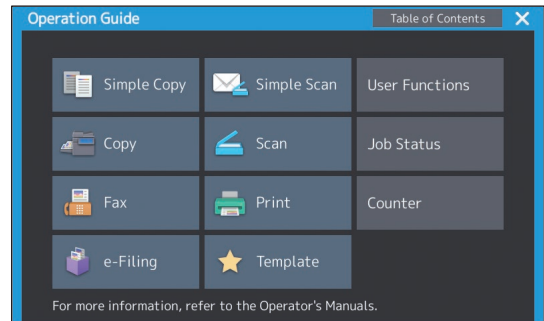 Operation Guide
Table of Contents
Simple Copy
Simple Scan
User Functions
Copy
Scan
Job Status
Fax
Print
Counter
e-Filing
Template
For more information, refer to the Operator's Manuals.